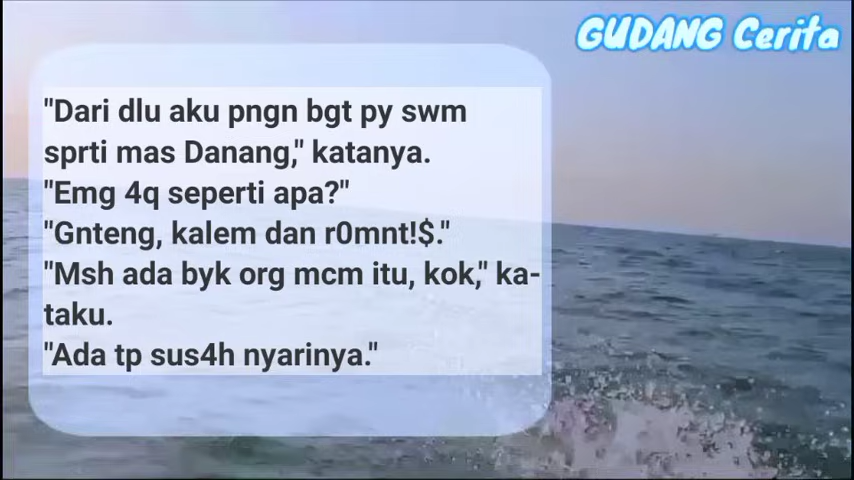 GUDANG Cerita
"Dari dlu aku pngn bgt py swm
sprti mas Danang," katanya.
"Emg 4q seperti apa?"
"Gnteng, kalem dan r0mnt!$."
"Msh ada byk org mcm itu, kok," ka-
taku.
"Ada tp sus4h nyarinya."